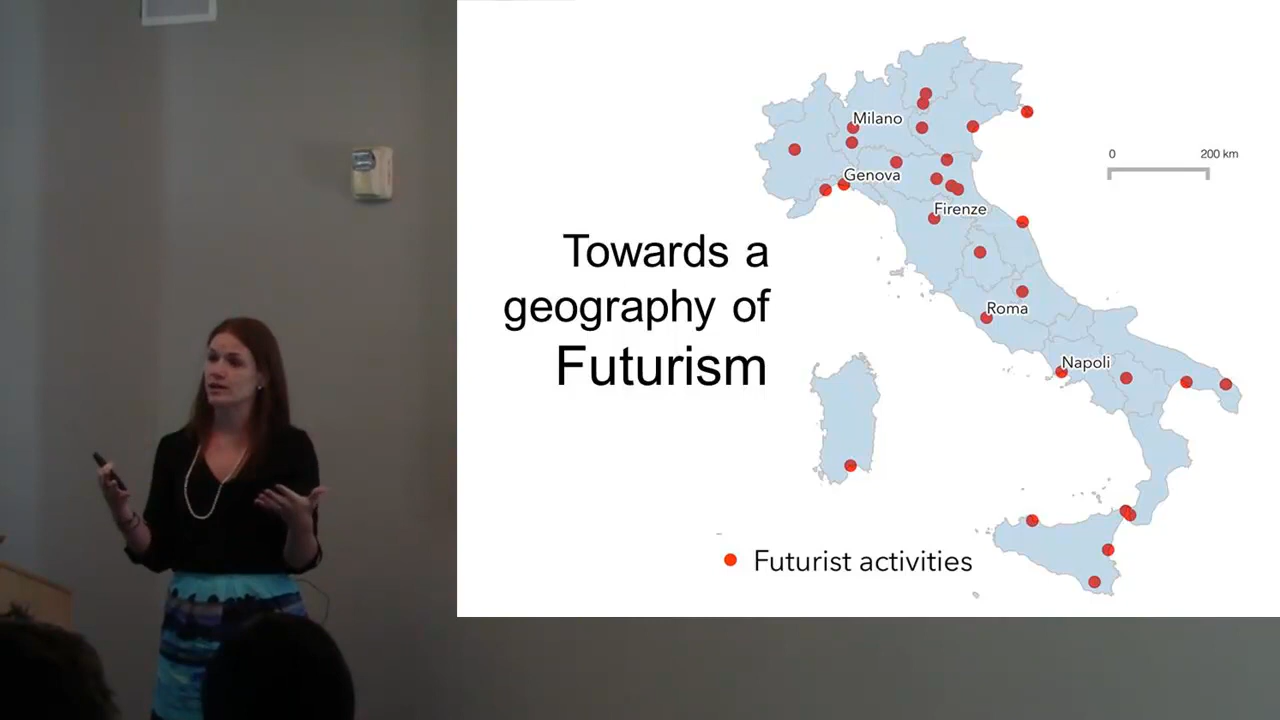 Towards a
geography of
Futurism
Milano
Genova
Firenze
Roma
Napoli
0 200 km
Futurist activities